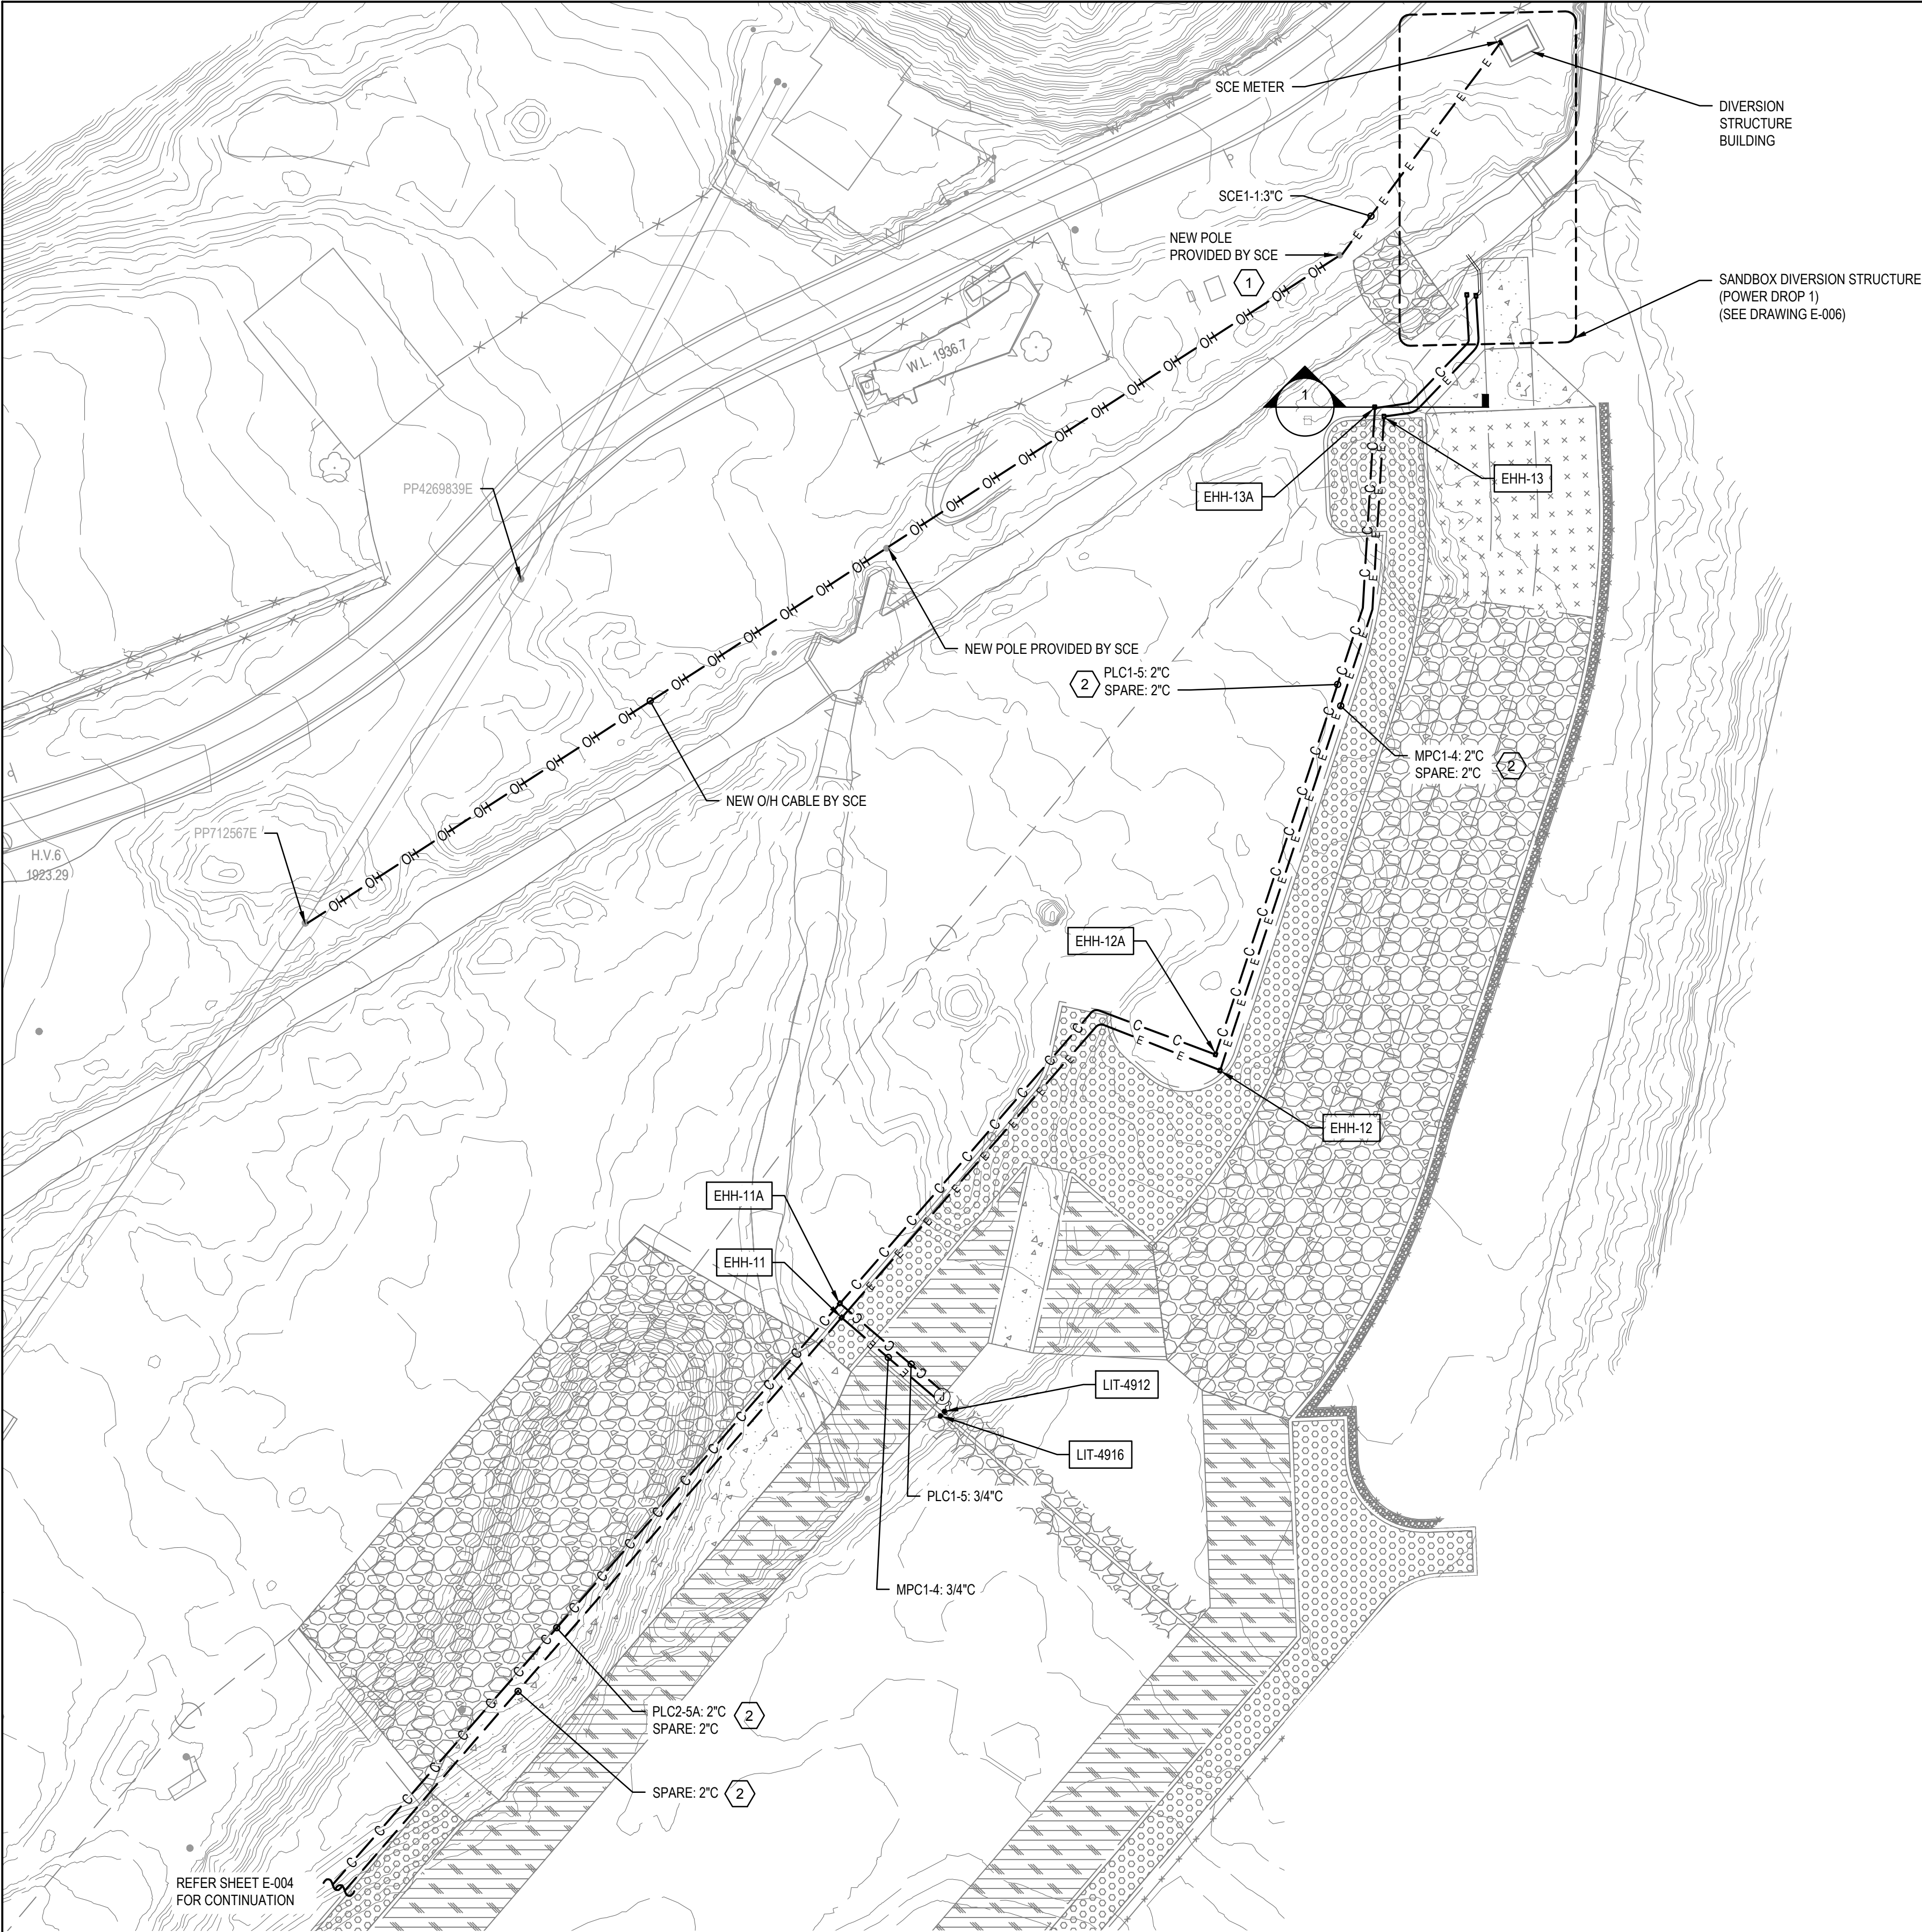 SCE METER
DIVERSION
STRUCTURE
BUILDING
SCE1-1:3"C
NEW POLE
PROVIDED BY SCE
1
SANDBOX DIVERSION STRUCTURE
(POWER DROP 1)
(SEE DRAWING E-006)
W.L. 1936.7
1
EHH-13
EHH-13A
PP4269839E
NEW POLE PROVIDED BY SCE
2
PLC1-5: 2"C
SPARE: 2"C
MPC1-4: 2"C
SPARE: 2"C
2
NEW O/H CABLE BY SCE
PP712567E
H.V.6
1923.29
EHH-12A
EHH-12
EHH-11A
EHH-11
J
LIT-4912
LIT-4916
PLC1-5: 3/4"C
MPC1-4: 3/4"C
PLC2-5A: 2"C
SPARE: 2"C
2
SPARE: 2"C
2
REFER SHEET E-004
FOR CONTINUATION